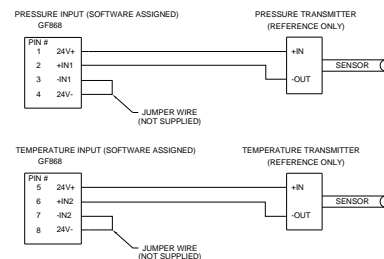 PRESSURE INPUT (SOFTWARE ASSIGNED)
GF868
PRESSURE TRANSMITTER
(REFERENCE ONLY)
PIN #
1 24V+
2 +IN1
3 -IN1
4 24V-
+IN
-OUT
SENSOR
JUMPER WIRE
(NOT SUPPLIED)
TEMPERATURE INPUT (SOFTWARE ASSIGNED)
GF868
TEMPERATURE TRANSMITTER
(REFERENCE ONLY)
PIN #
5 24V+
6 +IN2
7 -IN2
8 24V-
+IN
-OUT
SENSOR
JUMPER WIRE
(NOT SUPPLIED)